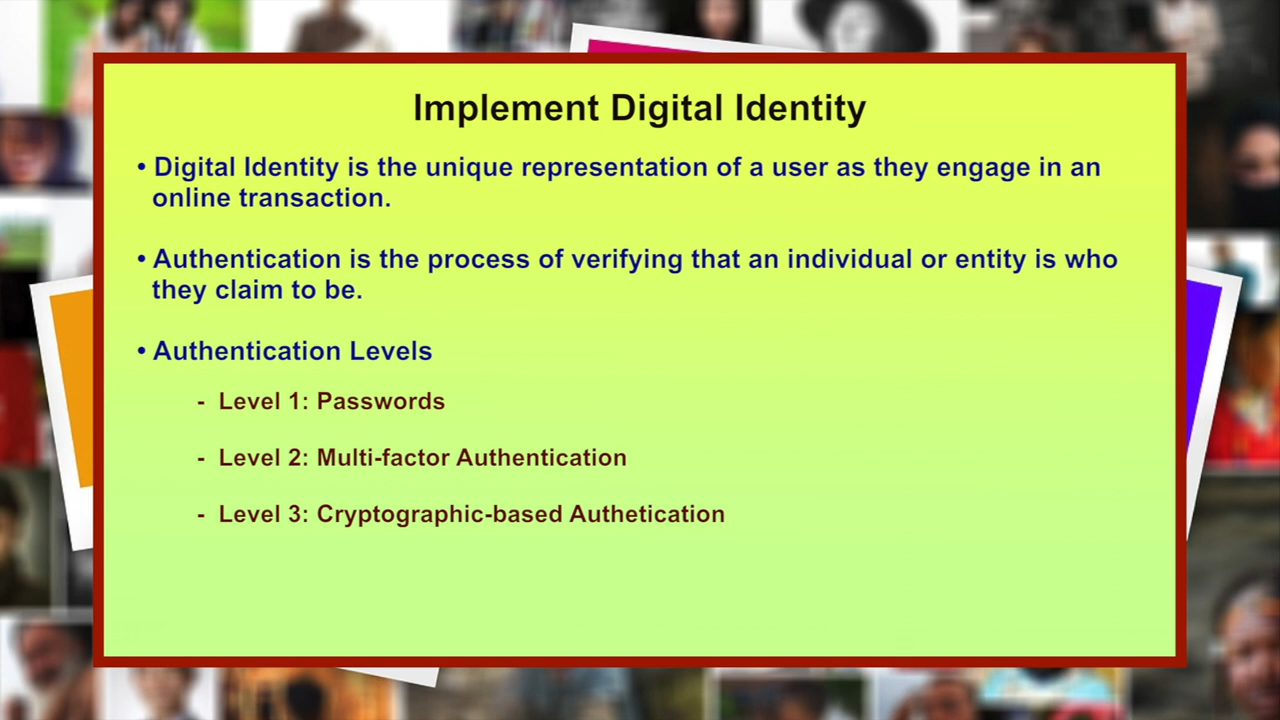 Implement Digital Identity
• Digital Identity is the unique representation of a user as they engage in an
online transaction.
• Authentication is the process of verifying that an individual or entity is who
they claim to be.
• Authentication Levels
- Level 1: Passwords
- Level 2: Multi-factor Authentication
- Level 3: Cryptographic-based Authetication